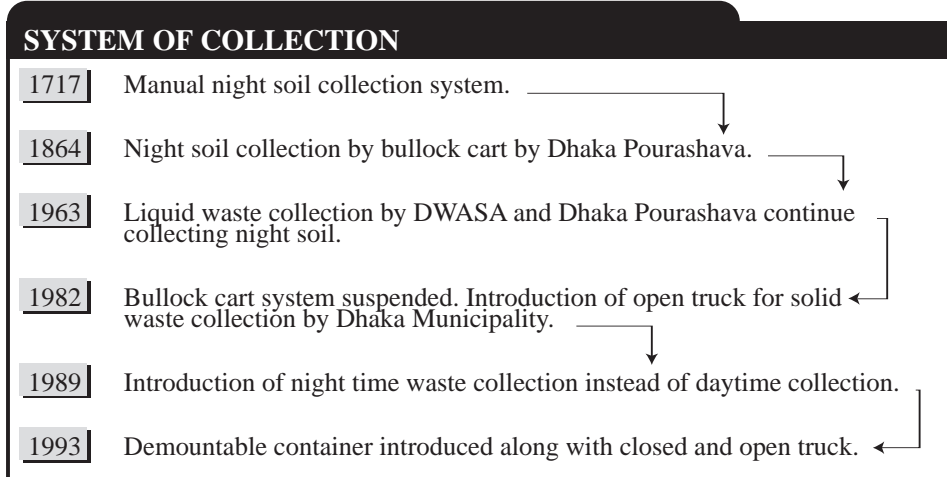 SYSTEM OF COLLECTION
1717 Manual night soil collection system.
1864 Night soil collection by bullock cart by Dhaka Pourashava.
1963 Liquid waste collection by DWASA and Dhaka Pourashava continue
collecting night soil.
1982 Bullock cart system suspended. Introduction of open truck for solid
waste collection by Dhaka Municipality.
1989 Introduction of night time waste collection instead of daytime collection.
1993 Demountable container introduced along with closed and open truck.